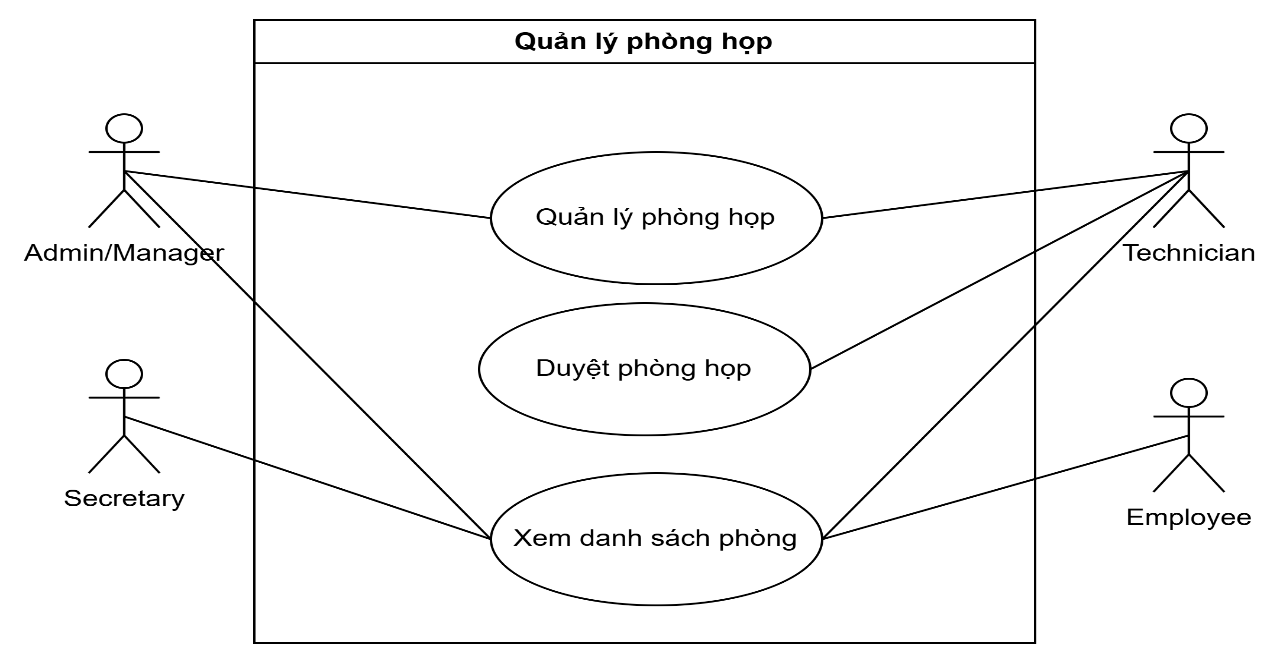 Quản lý phòng họp
Admin/Manager
Quản lý phòng họp
Technician
Duyệt phòng họp
Secretary
Xem danh sách phòng
Employee